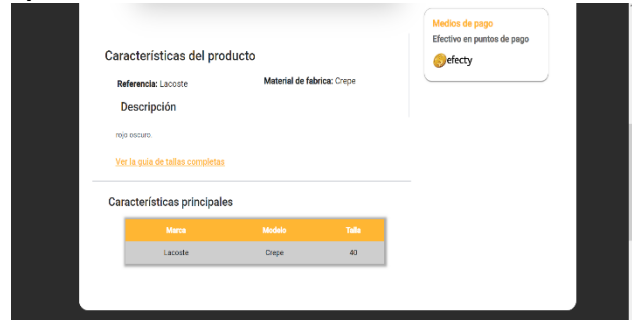 Medios de pago
Efectivo en puntos de pago
efecty
Características del producto
Referencia: Lacoste
Material de fabrica: Crepe
Descripción
rojo oscuro
Ver la guia de tallas completas
Características principales
Marca Modelo Talla
Lacoste Crepe 40